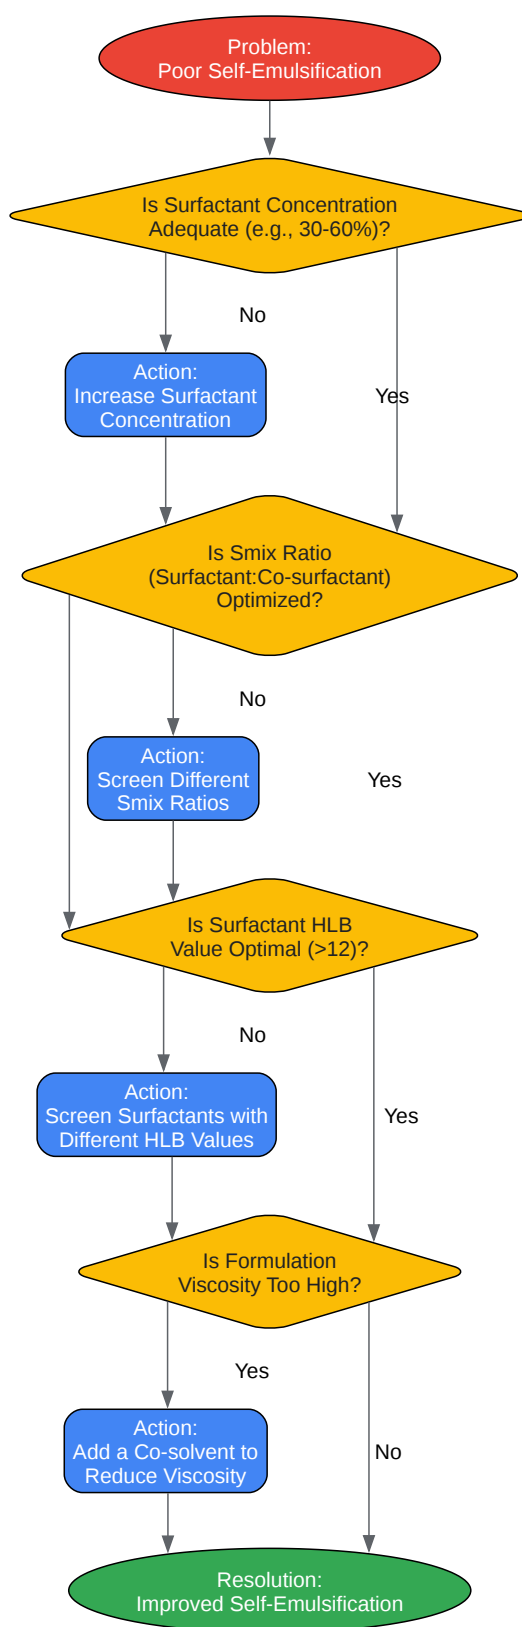 Problem:
Poor Self-Emulsification
Is Surfactant Concentration
Adequate (e.g., 30-60%)?
No
Action:
Increase Surfactant
Concentration
Yes
Is Smix Ratio
(Surfactant:Co-surfactant)
Optimized?
No
Action:
Screen Different
Smix Ratios
Yes
Is Surfactant HLB
Value Optimal (>12)?
No
Action:
Screen Surfactants with
Different HLB Values
Yes
Is Formulation
Viscosity Too High?
Yes
Action:
Add a Co-solvent to
Reduce Viscosity
No
Resolution:
Improved Self-Emulsification